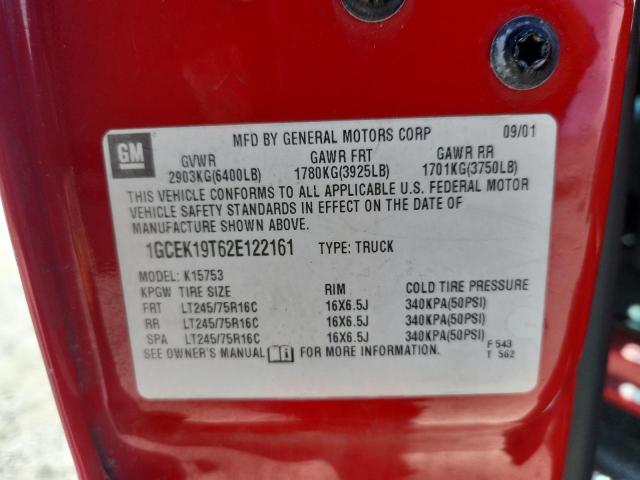 GM
MFD BY GENERAL MOTORS CORP 09/01
GVWR GAWR FRT GAWR RR
2903KG(6400LB) 1780KG(3925LB) 1701KG(3750LB)
THIS VEHICLE CONFORMS TO ALL APPLICABLE U.S. FEDERAL MOTOR
VEHICLE SAFETY STANDARDS IN EFFECT ON THE DATE OF
MANUFACTURE SHOWN ABOVE.
1GCEK19T62E122161 TYPE: TRUCK
MODEL: K15753
KPGW TIRE SIZE RIM COLD TIRE PRESSURE
FRT LT245/75R16C 16X6.5J 340KPA(50PSI)
RR LT245/75R16C 16X6.5J 340KPA(50PSI)
SPA LT245/75R16C 16X6.5J 340KPA(50PSI)
SEE OWNER'S MANUAL FOR MORE INFORMATION.
F 543
T 562